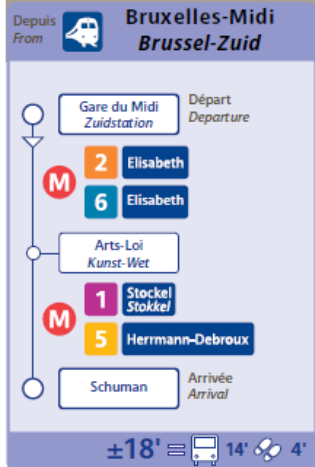 Depuis
From
Bruxelles-Midi
Brussel-Zuid
Gare du Midi
Zuidstation
Départ
Departure
M
2 Elisabeth
6 Elisabeth
Arts-Loi
Kunst-Wet
M
1 Stockel
Stokkel
5 Herrmann-Debroux
Schuman
Arrivée
Arrival
±18' = 14' 4'